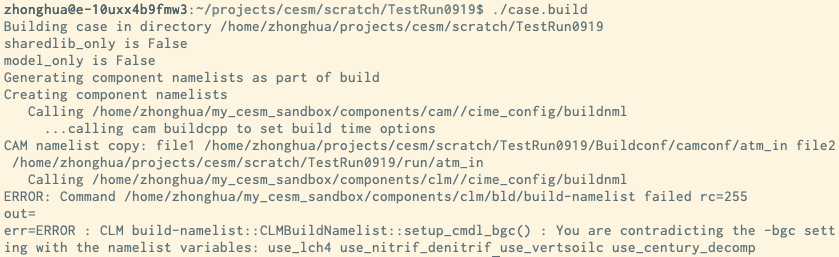 zhonghua@e-10uxx4b9fmw3:~/projects/cesm/scratch/TestRun0919$ ./case.build
Building case in directory /home/zhonghua/projects/cesm/scratch/TestRun0919
sharedlib_only is False
model_only is False
Generating component namelists as part of build
Creating component namelists
   Calling /home/zhonghua/my_cesm_sandbox/components/cam//cime_config/buildnml
     ...calling cam buildcpp to set build time options
CAM namelist copy: file1 /home/zhonghua/projects/cesm/scratch/TestRun0919/Buildconf/camconf/atm_in file2
 /home/zhonghua/projects/cesm/scratch/TestRun0919/run/atm_in
   Calling /home/zhonghua/my_cesm_sandbox/components/clm//cime_config/buildnml
ERROR: Command /home/zhonghua/my_cesm_sandbox/components/clm/bld/build-namelist failed rc=255
out=
err=ERROR : CLM build-namelist::CLMBuildNamelist::setup_cmdl_bgc() : You are contradicting the -bgc sett
ing with the namelist variables: use_lch4 use_nitrif_denitrif use_vertsoilc use_century_decomp